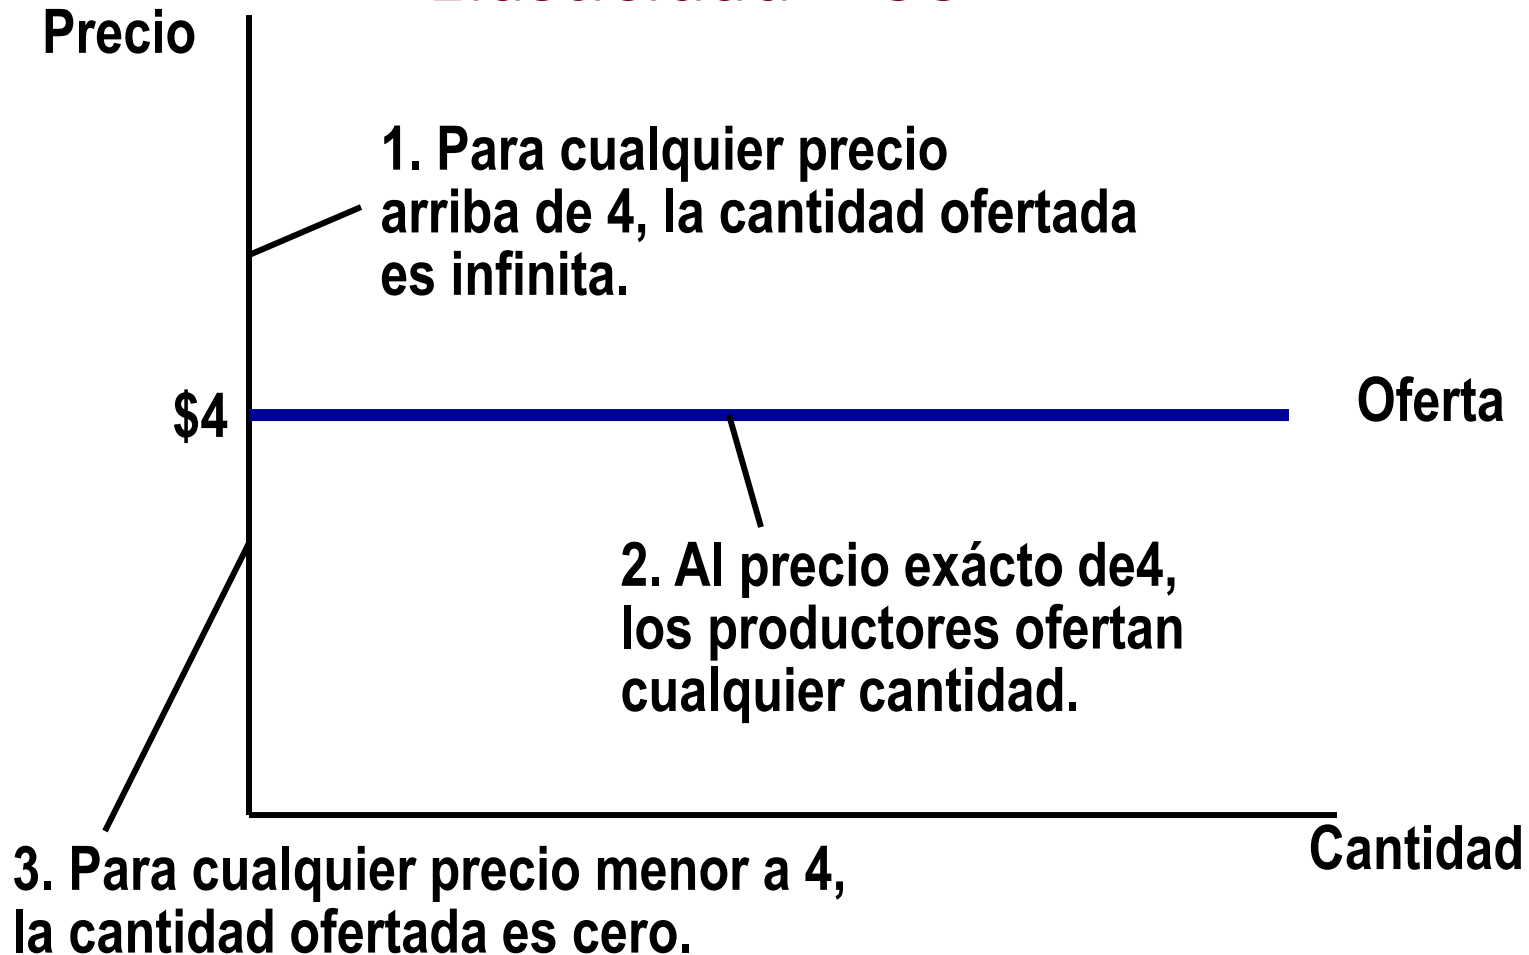 Precio
1. Para cualquier precio
arriba de 4, la cantidad ofertada
es infinita.
$4
Oferta
2. Al precio exácto de4,
los productores ofertan
cualquier cantidad.
Cantidad
3. Para cualquier precio menor a 4,
la cantidad ofertada es cero.